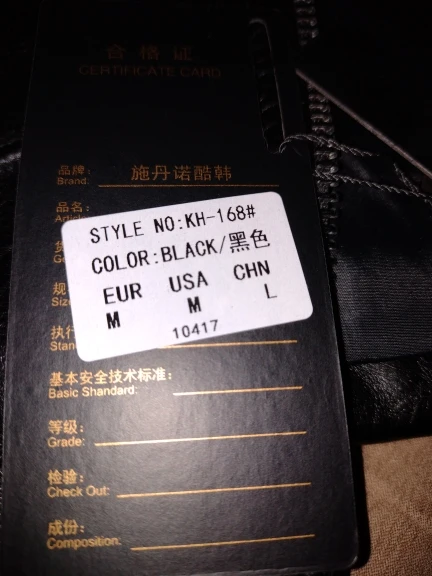 合格证
CERTIFICATE CARD
品牌: 施丹诺酷韩
Brand:
品名:
STYLE NO:KH-168#
COLOR:BLACK/黑色
EUR USA CHN
M M L
10417
基本安全技术标准:
Basic Shandard:
等级:
Grade:
检验:
Check Out:
成份:
Composition: